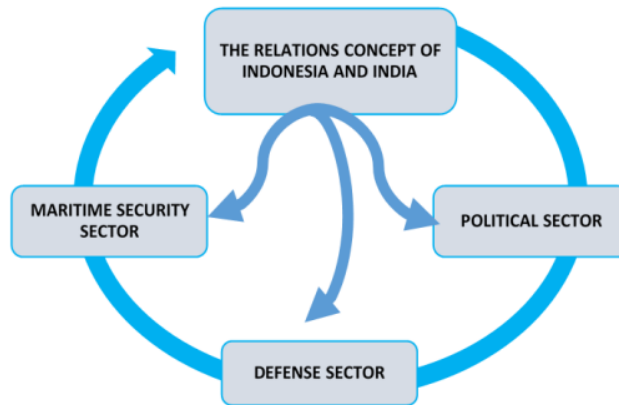 THE RELATIONS CONCEPT OF
INDONESIA AND INDIA
MARITIME SECURITY
SECTOR
POLITICAL SECTOR
DEFENSE SECTOR